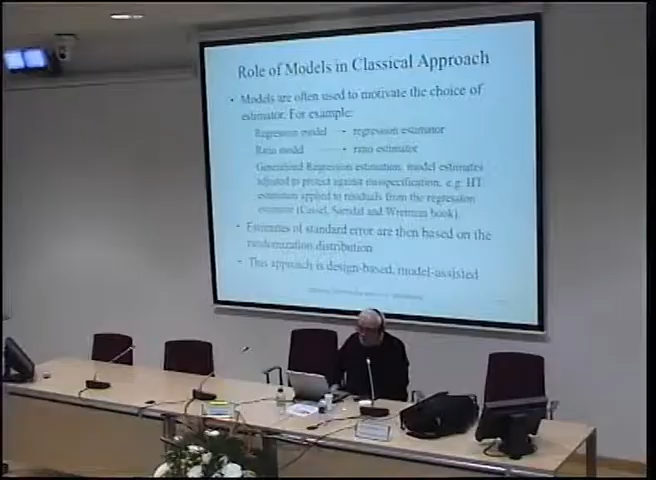 Role of Models in Classical Approach
• Models are often used to motivate the choice of
estimator. For example:
Regression model - regression estimator
Ratio model - ratio estimator
Generalized Regression estimation, model estimates
adjusted to protect against misspecification, e.g. HT
estimation applied to residuals from the regression
estimator (Cassel, Sarndal and Wretman book).
• Estimates of standard error are then based on the
randomization distribution
• This approach is design-based, model-assisted